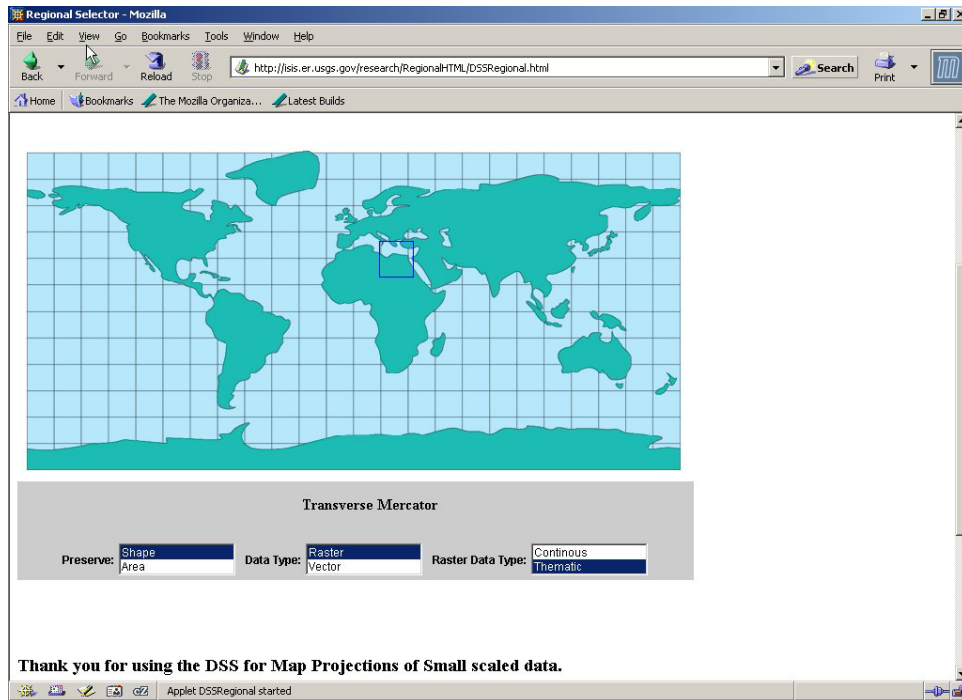 Regional Selector - Mozilla
File Edit View Go Bookmarks Tools Window Help
Back Forward Reload Stop http://isis.er.usgs.gov/research/RegionalHTML/DSSRegional.html Search Print
Home Bookmarks The Mozilla Organiza... Latest Builds
Transverse Mercator
Preserve: Shape Area Data Type: Raster Vector Raster Data Type: Continous Thematic
Thank you for using the DSS for Map Projections of Small scaled data.
Applet DSSRegional started